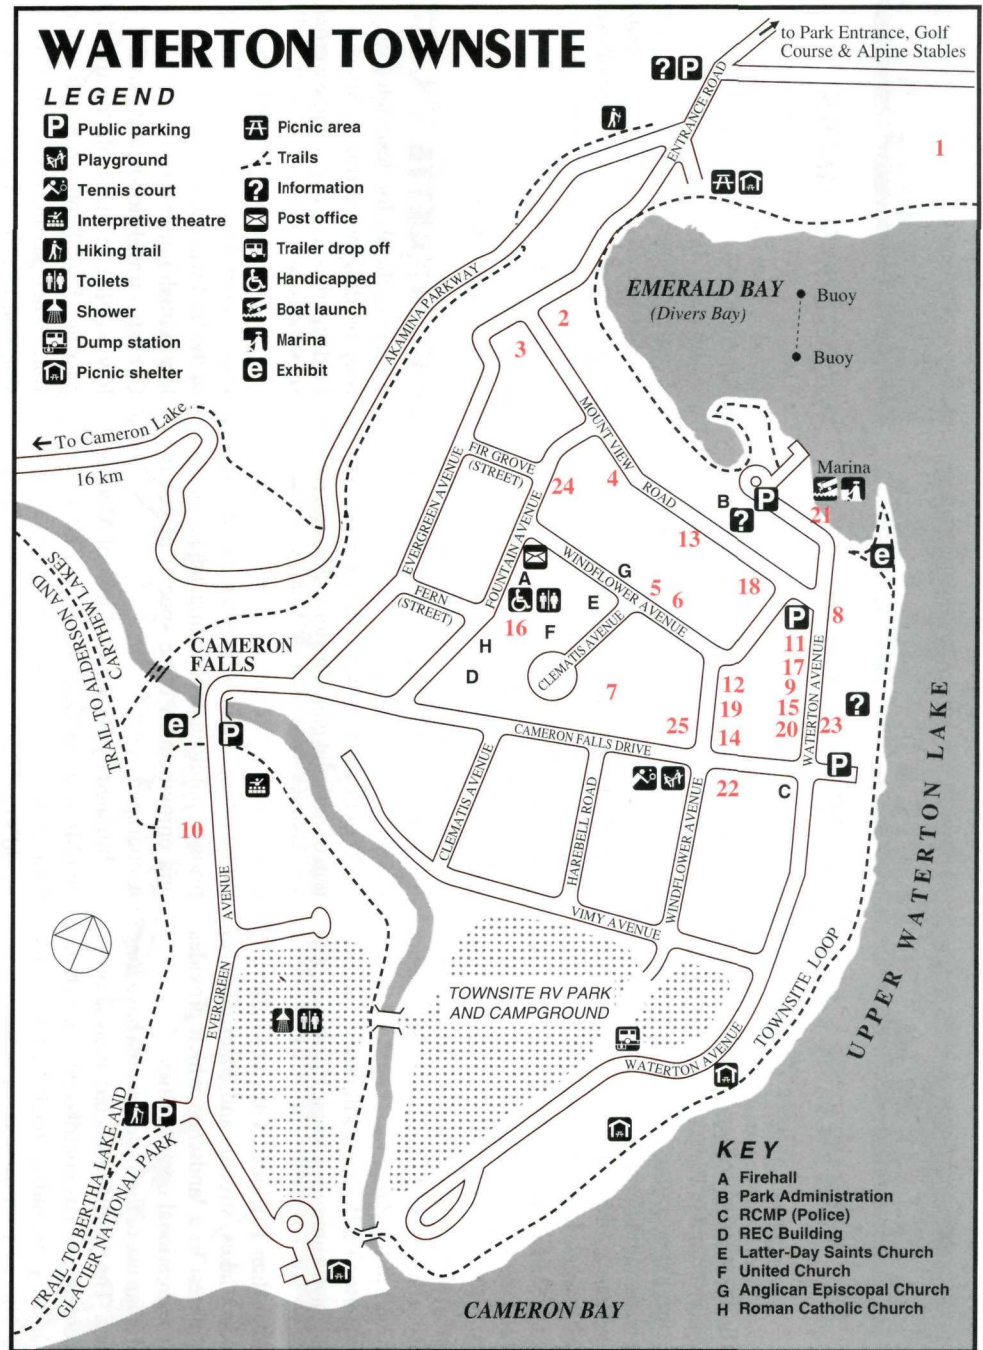 WATERTON TOWNSITE
to Park Entrance, Golf
Course & Alpine Stables
LEGEND
P Public parking
Playground
Tennis court
Interpretive theatre
Hiking trail
Toilets
Shower
Dump station
Picnic shelter
Picnic area
Trails
? Information
Post office
Trailer drop off
Handicapped
Boat launch
Marina
e Exhibit
? P
ENTRANCE ROAD
1
AKAMINA PARKWAY
EMERALD BAY
(Divers Bay)
Buoy
Buoy
2
3
To Cameron Lake
16 km
MOUNT VIEW
ROAD
FIR GROVE
(STREET)
EVERGREEN AVENUE
24
4
Marina
B
P
?
21
13
FOUNTAIN AVENUE
WINDFLOWER AVENUE
G
e
A
5
6
18
FERN
(STREET)
E
16
F
CLEMATIS AVENUE
P
8
11
TRAIL TO ALDERSON AND
CARTHEW LAKES
CAMERON
FALLS
H
D
7
12
17
9
19
15
20
14
WATERTON AVENUE
23
?
25
e
P
CAMERON FALLS DRIVE
P
22
C
10
CLEMATIS AVENUE
HAREBELL ROAD
WINDFLOWER AVENUE
VIMY AVENUE
EVERGREEN
AVENUE
UPPER WATERTON LAKE
TOWNSITE LOOP
TOWNSITE RV PARK
AND CAMPGROUND
WATERTON AVENUE
P
TRAIL TO BERTHA LAKE AND
GLACIER NATIONAL PARK
CAMERON BAY
KEY
A Firehall
B Park Administration
C RCMP (Police)
D REC Building
E Latter-Day Saints Church
F United Church
G Anglican Episcopal Church
H Roman Catholic Church